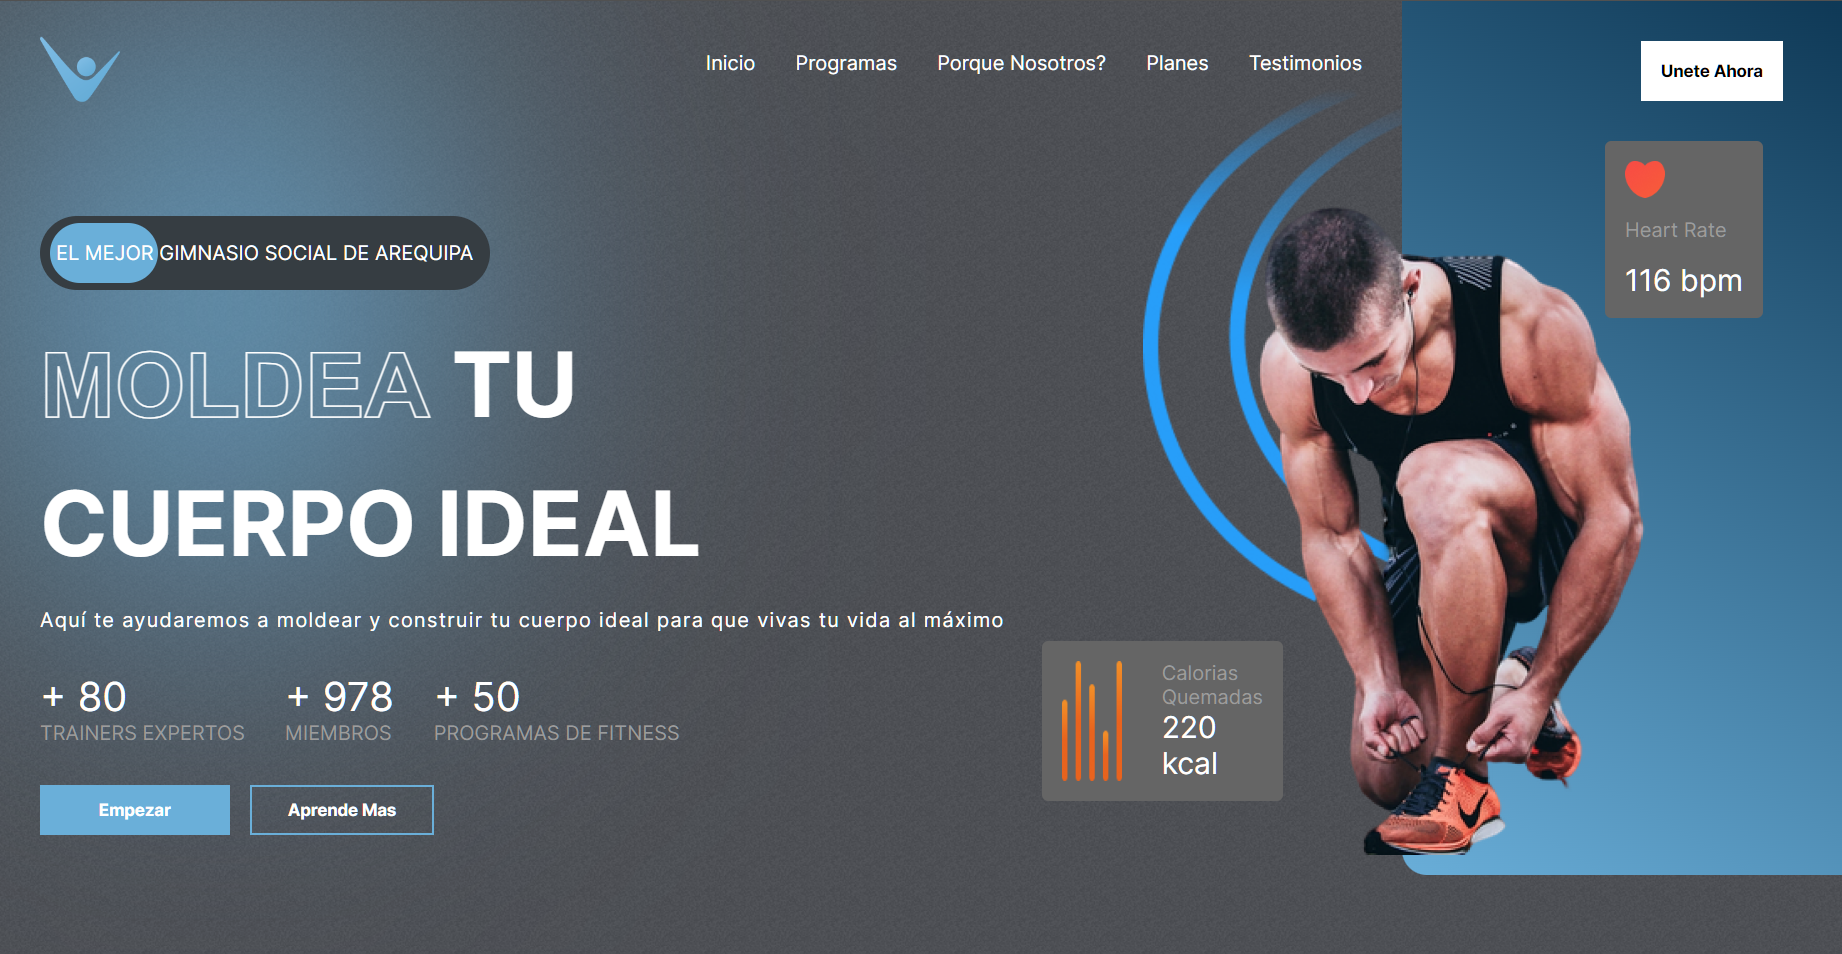 Inicio Programas Porque Nosotros? Planes Testimonios
Unete Ahora
EL MEJOR GIMNASIO SOCIAL DE AREQUIPA
MOLDEA TU
CUERPO IDEAL
Aquí te ayudaremos a moldear y construir tu cuerpo ideal para que vivas tu vida al máximo
+ 80
TRAINERS EXPERTOS
+ 978
MIEMBROS
+ 50
PROGRAMAS DE FITNESS
Empezar
Aprende Mas
Heart Rate
116 bpm
Calorias
Quemadas
220
kcal